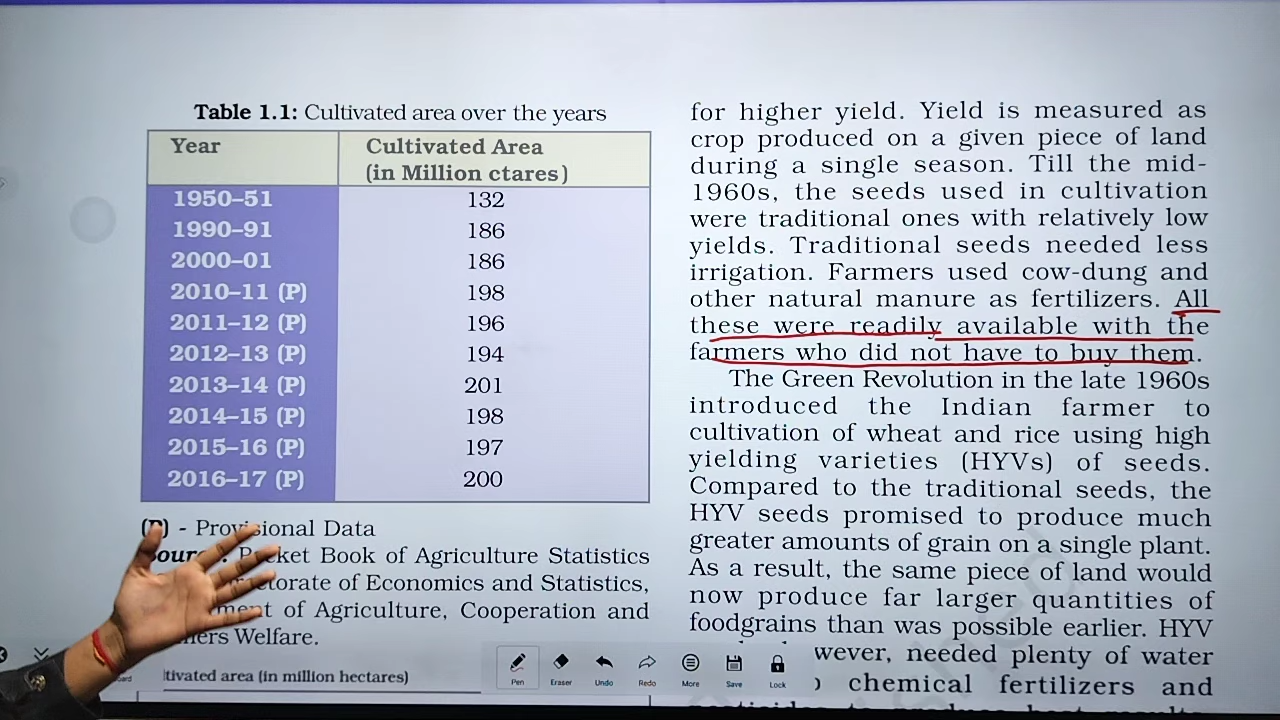 Table 1.1: Cultivated area over the years
Year Cultivated Area
(in Million ctares)
1950–51 132
1990–91 186
2000–01 186
2010–11 (P) 198
2011–12 (P) 196
2012–13 (P) 194
2013–14 (P) 201
2014–15 (P) 198
2015–16 (P) 197
2016–17 (P) 200
(P) - Provisional Data
Pocket Book of Agriculture Statistics
of Economics and Statistics,
of Agriculture, Cooperation and
Welfare.
tivated area (in million hectares)
for higher yield. Yield is measured as
crop produced on a given piece of land
during a single season. Till the mid-
1960s, the seeds used in cultivation
were traditional ones with relatively low
yields. Traditional seeds needed less
irrigation. Farmers used cow-dung and
other natural manure as fertilizers. All
these were readily available with the
farmers who did not have to buy them.
The Green Revolution in the late 1960s
introduced the Indian farmer to
cultivation of wheat and rice using high
yielding varieties (HYVs) of seeds.
Compared to the traditional seeds, the
HYV seeds promised to produce much
greater amounts of grain on a single plant.
As a result, the same piece of land would
now produce far larger quantities of
foodgrains than was possible earlier. HYV
wever, needed plenty of water
chemical fertilizers and
Pen Eraser Undo Redo More Save Lock